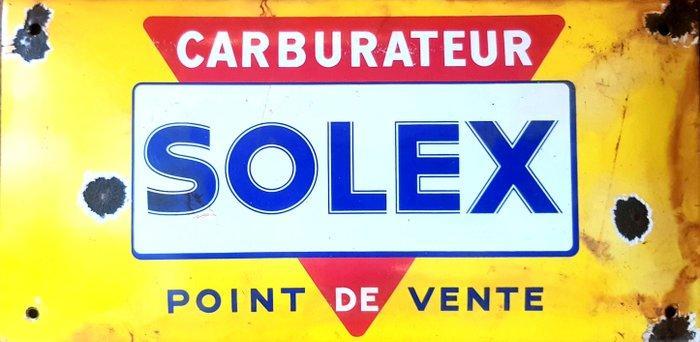 CARBURATEUR
SOLEX
POINT DE VENTE